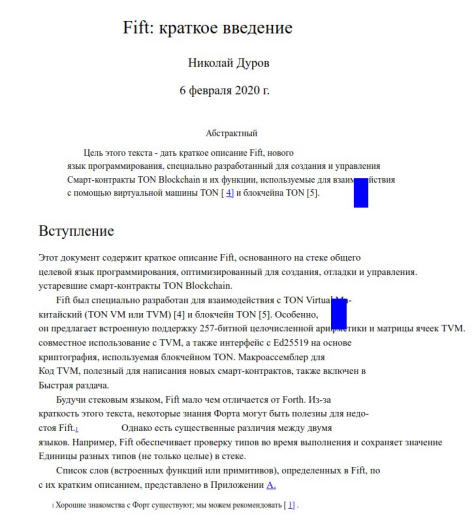 Fift: краткое введение
Николай Дуров
6 февраля 2020 г.
Абстрактный
Цель этого текста - дать краткое описание Fift, нового
язык программирования, специально разработанный для создания и управления
Смарт-контракты TON Blockchain и их функции, используемые для
с помощью виртуальной машины TON [ 4] и блокчейна TON [5].
Вступление
Этот документ содержит краткое описание Fift, основанного на стеке общего
целевой язык программирования, оптимизированный для создания, отладки и управления.
устаревшие смарт-контракты TON Blockchain.
Fift был специально разработан для взаимодействия с TON Virtual
китайский (TON VM или TVM) [4] и блокчейн TON [5]. Особенно,
он предлагает встроенную поддержку 257-битной целочисленной арифметики и матрицы ячеек TVM.
совместное использование с TVM, а также интерфейс с Ed25519 на основе
криптография, используемая блокчейном TON. Макроассемблер для
Код TVM, полезный для написания новых смарт-контрактов, также включен в
Быстрая раздача.
Будучи стековым языком, Fift мало чем отличается от Forth. Из-за
краткость этого текста, некоторые знания Форта могут быть полезны для недо-
стоя Fift.1 Однако есть существенные различия между двумя
языков. Например, Fift обеспечивает проверку типов во время выполнения и сохраняет значение
Единицы разных типов (не только целые) в стеке.
Список слов (встроенных функций или примитивов), определенных в Fift, по
с их кратким описанием, представлено в Приложении А.
1 Хорошие знакомства с Форт существуют; мы можем рекомендовать [ 1] .